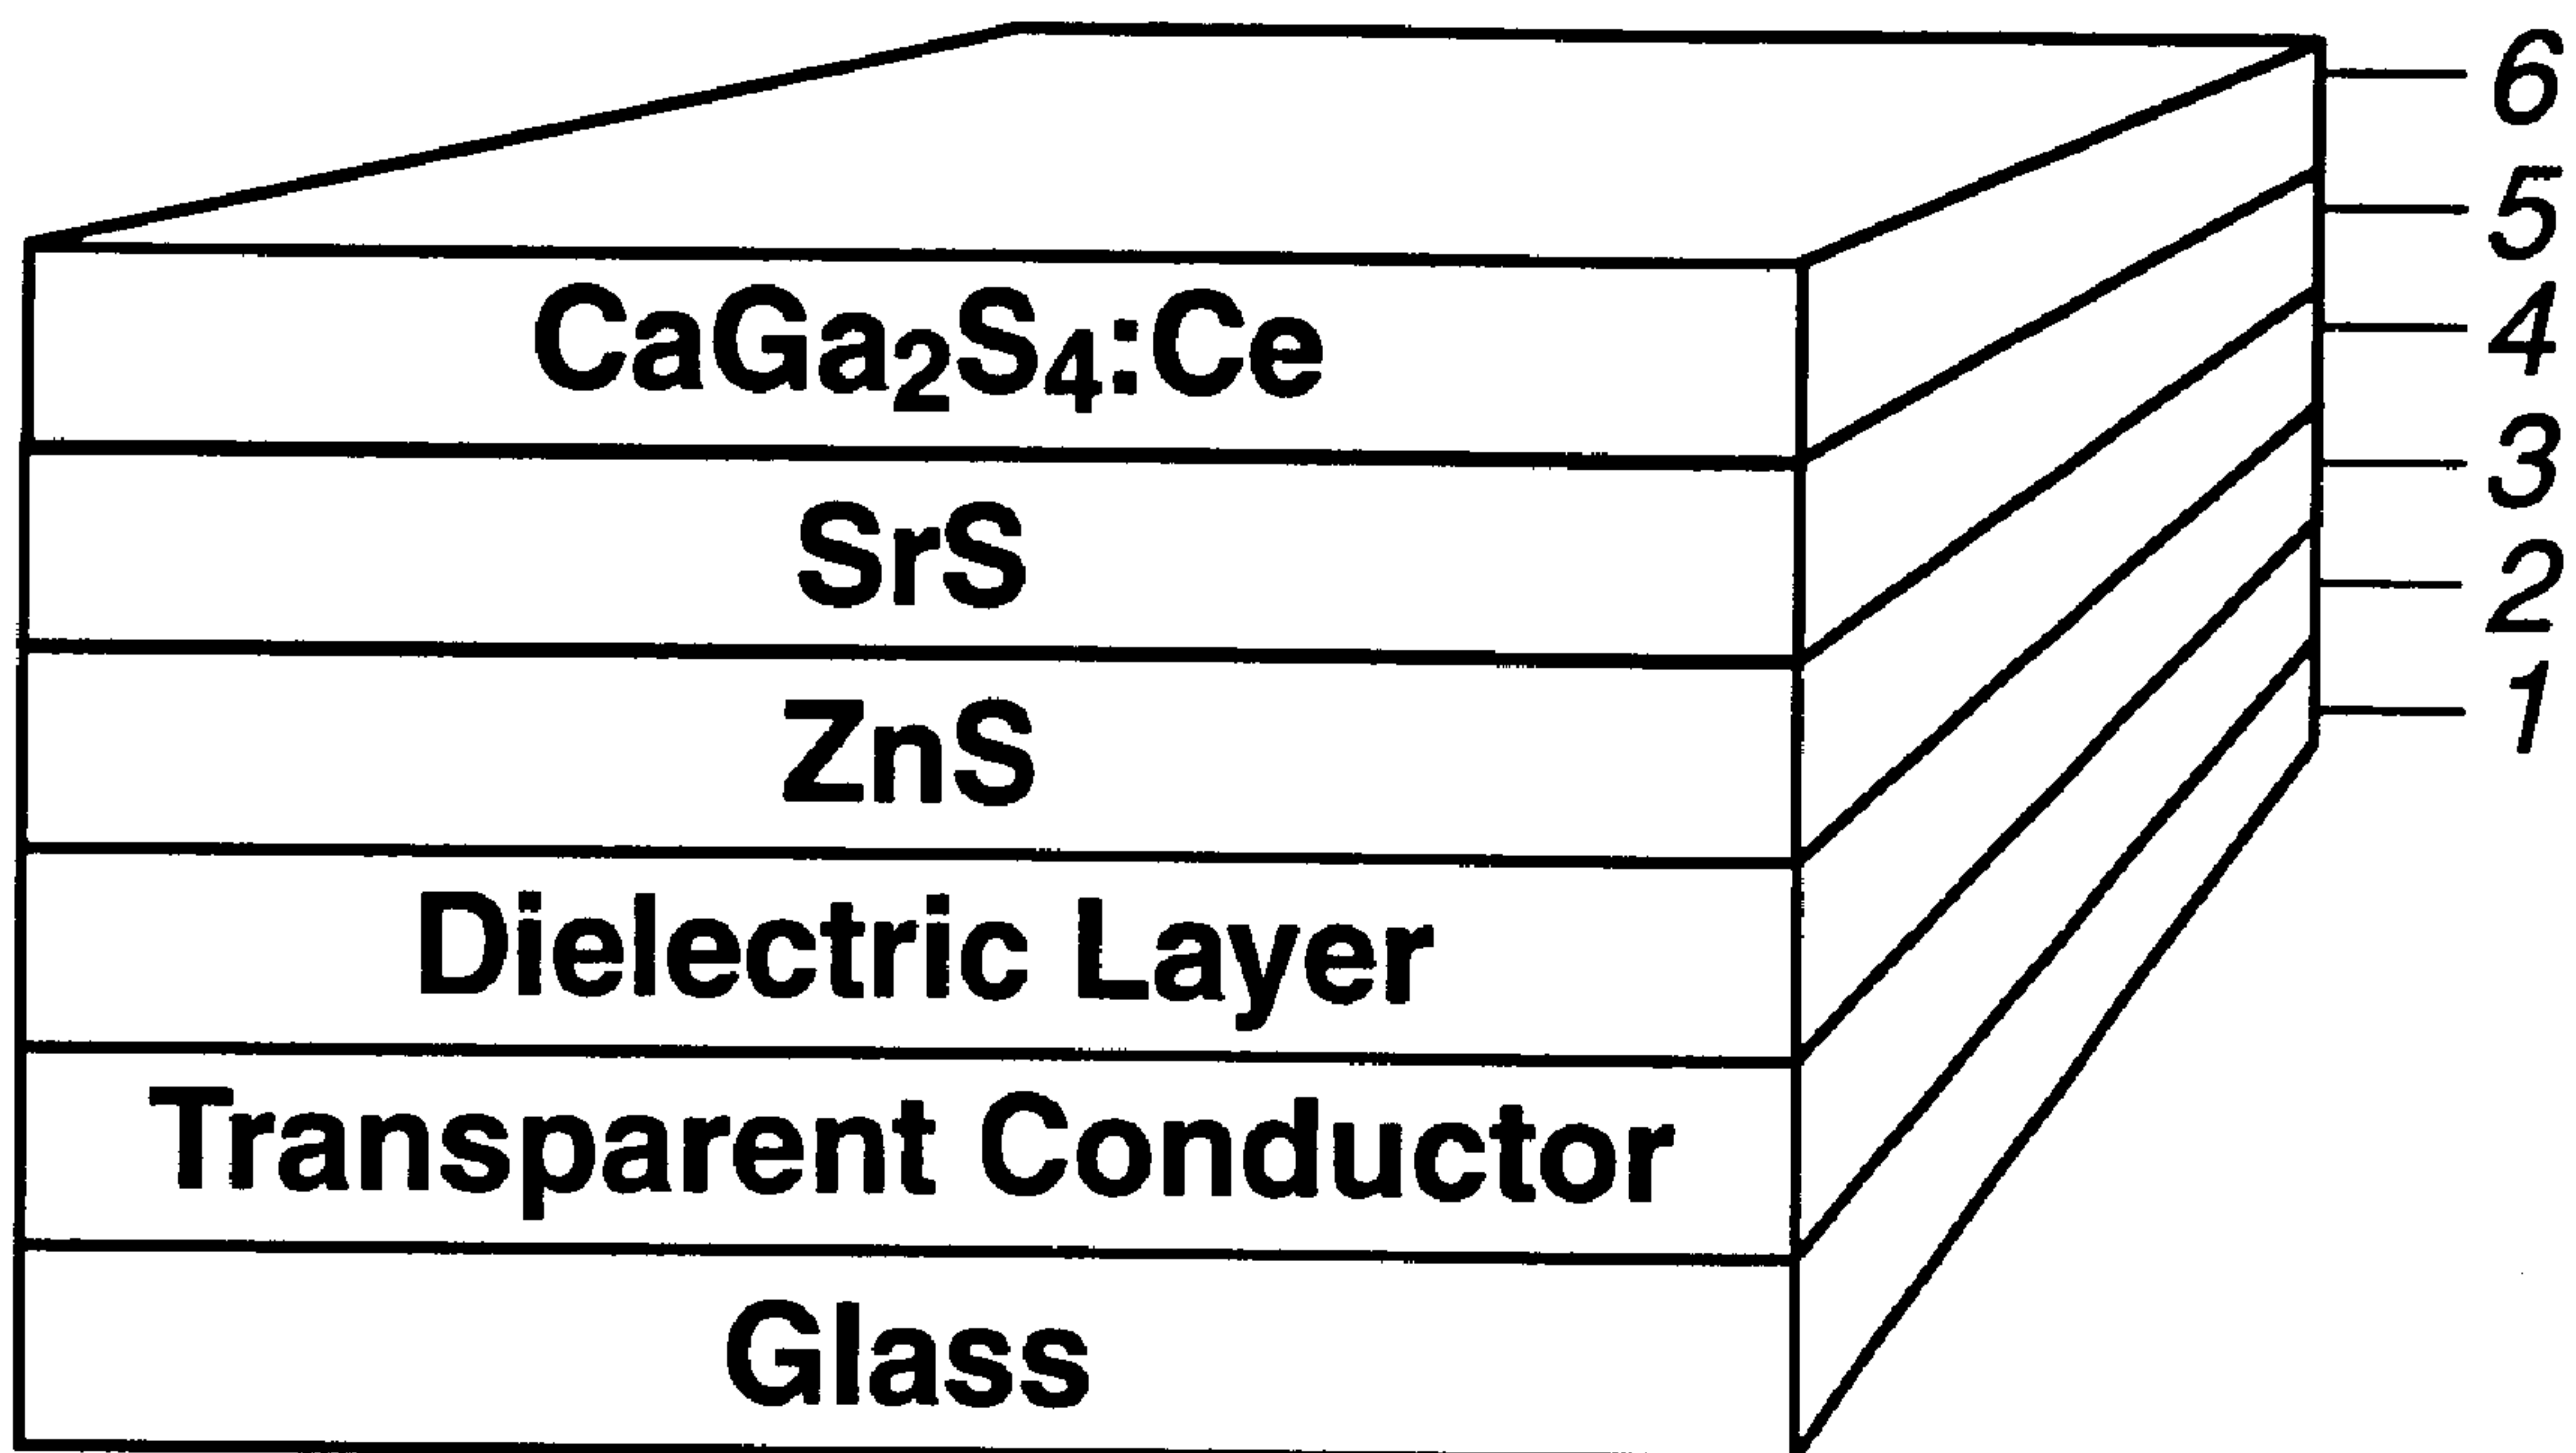 6
CaGa₂S₄:Ce
5
SrS
4
ZnS
3
Dielectric Layer
2
Transparent Conductor
1
Glass